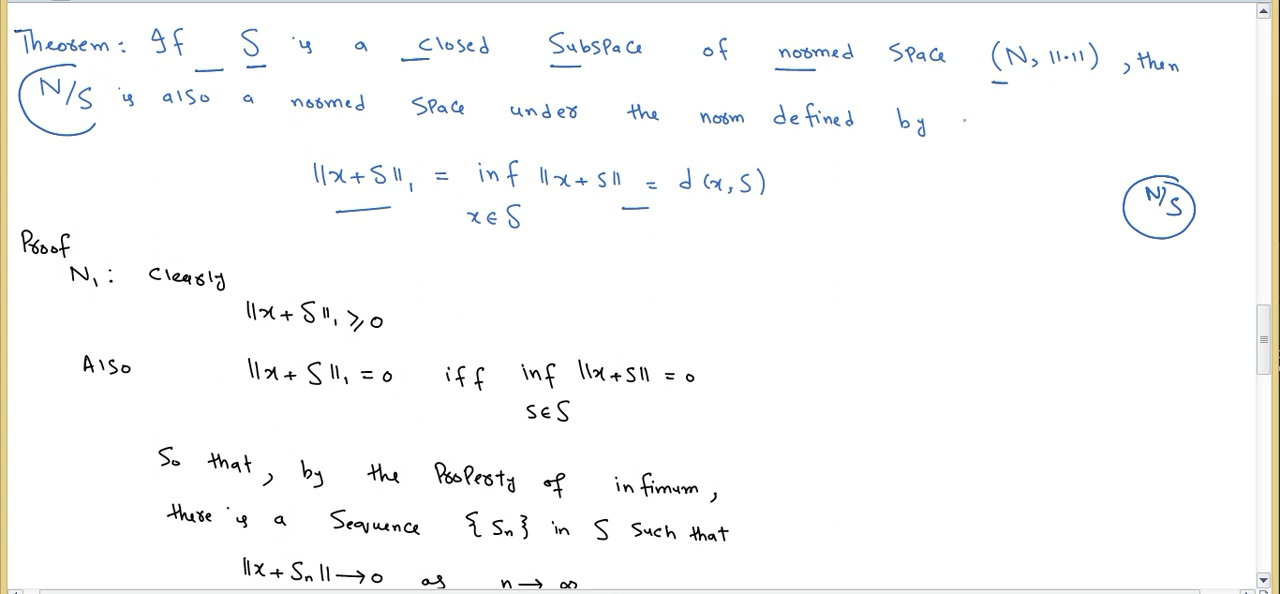 Theorem: If S is a closed Subspace of normed Space (N, ||·||), then
N/S is also a normed Space under the norm defined by .
||x+S||₁ = inf ||x+s|| = d(x,S)
x∈S
N/S
Proof
N₁: Clearly
||x+S||₁ ⩾ 0
Also ||x+S||₁ = 0 iff inf ||x+s|| = 0
s∈S
So that, by the Property of infimum,
there is a Sequence {Sn} in S Such that
||x+Sn|| → 0 as n → ∞